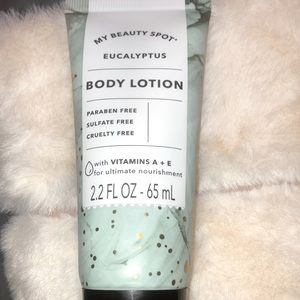 MY BEAUTY SPOT®
EUCALYPTUS
BODY LOTION
PARABEN FREE
SULFATE FREE
CRUELTY FREE
with VITAMINS A + E
for ultimate nourishment
2.2 FL OZ - 65 mL